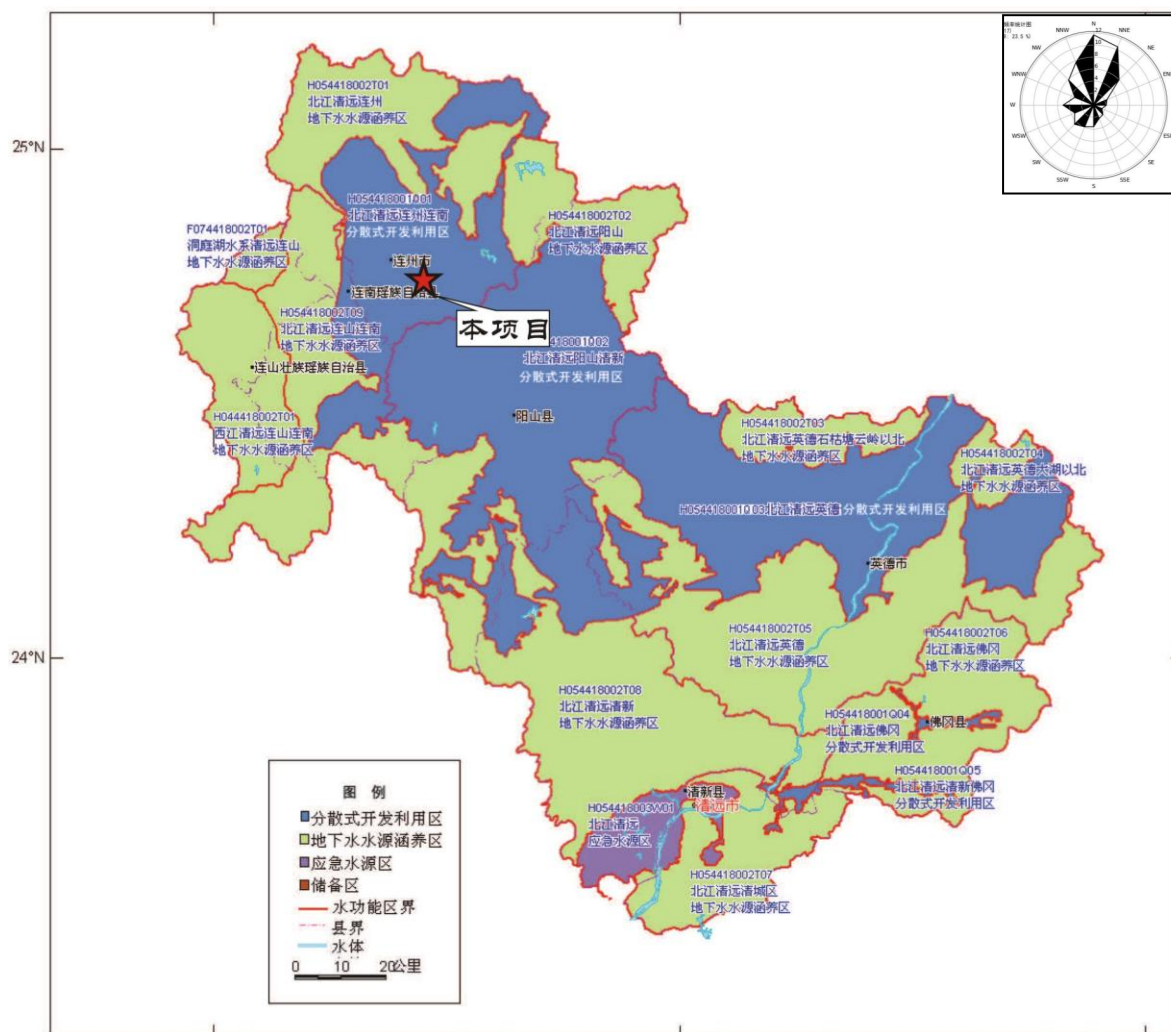 25°N
24°N
H054418002T01
北江清远连州
地下水水源涵养区
H054418001Q01
北江清远连州连南
分散式开发利用区
H054418002T02
北江清远阳山
地下水水源涵养区
F074418002T01
洞庭湖水系清远连山
地下水水源涵养区
连州市
连南瑶族自治县
H054418002T09
北江清远连山连南
地下水水源涵养区
本项目
418001Q02
北江清远阳山清新
分散式开发利用区
连山壮族瑶族自治县
H044418002T01
西江清远连山连南
地下水水源涵养区
阳山县
H054418002T03
北江清远英德石牯塘云岭以北
地下水水源涵养区
H054418002T04
北江清远英德大湖以北
地下水水源涵养区
H054418001Q03北江清远英德分散式开发利用区
英德市
H054418002T05
北江清远英德
地下水水源涵养区
H054418002T06
北江清远佛冈
地下水水源涵养区
H054418002T08
北江清远清新
地下水水源涵养区
H054418001Q04
北江清远佛冈
分散式开发利用区
佛冈县
H054418001Q05
北江清远清新佛冈
分散式开发利用区
清新县
清远市
H054418003W01
北江清远
应急水源区
H054418002T07
北江清远清城区
地下水水源涵养区
图 例
分散式开发利用区
地下水水源涵养区
应急水源区
储备区
水功能区界
县界
水体
0 10 20公里
N
NNW
NNE
NW
NE
WNW
W
WSW
SW
SE
SSW
SSE
S
12
10
8
6
4
2